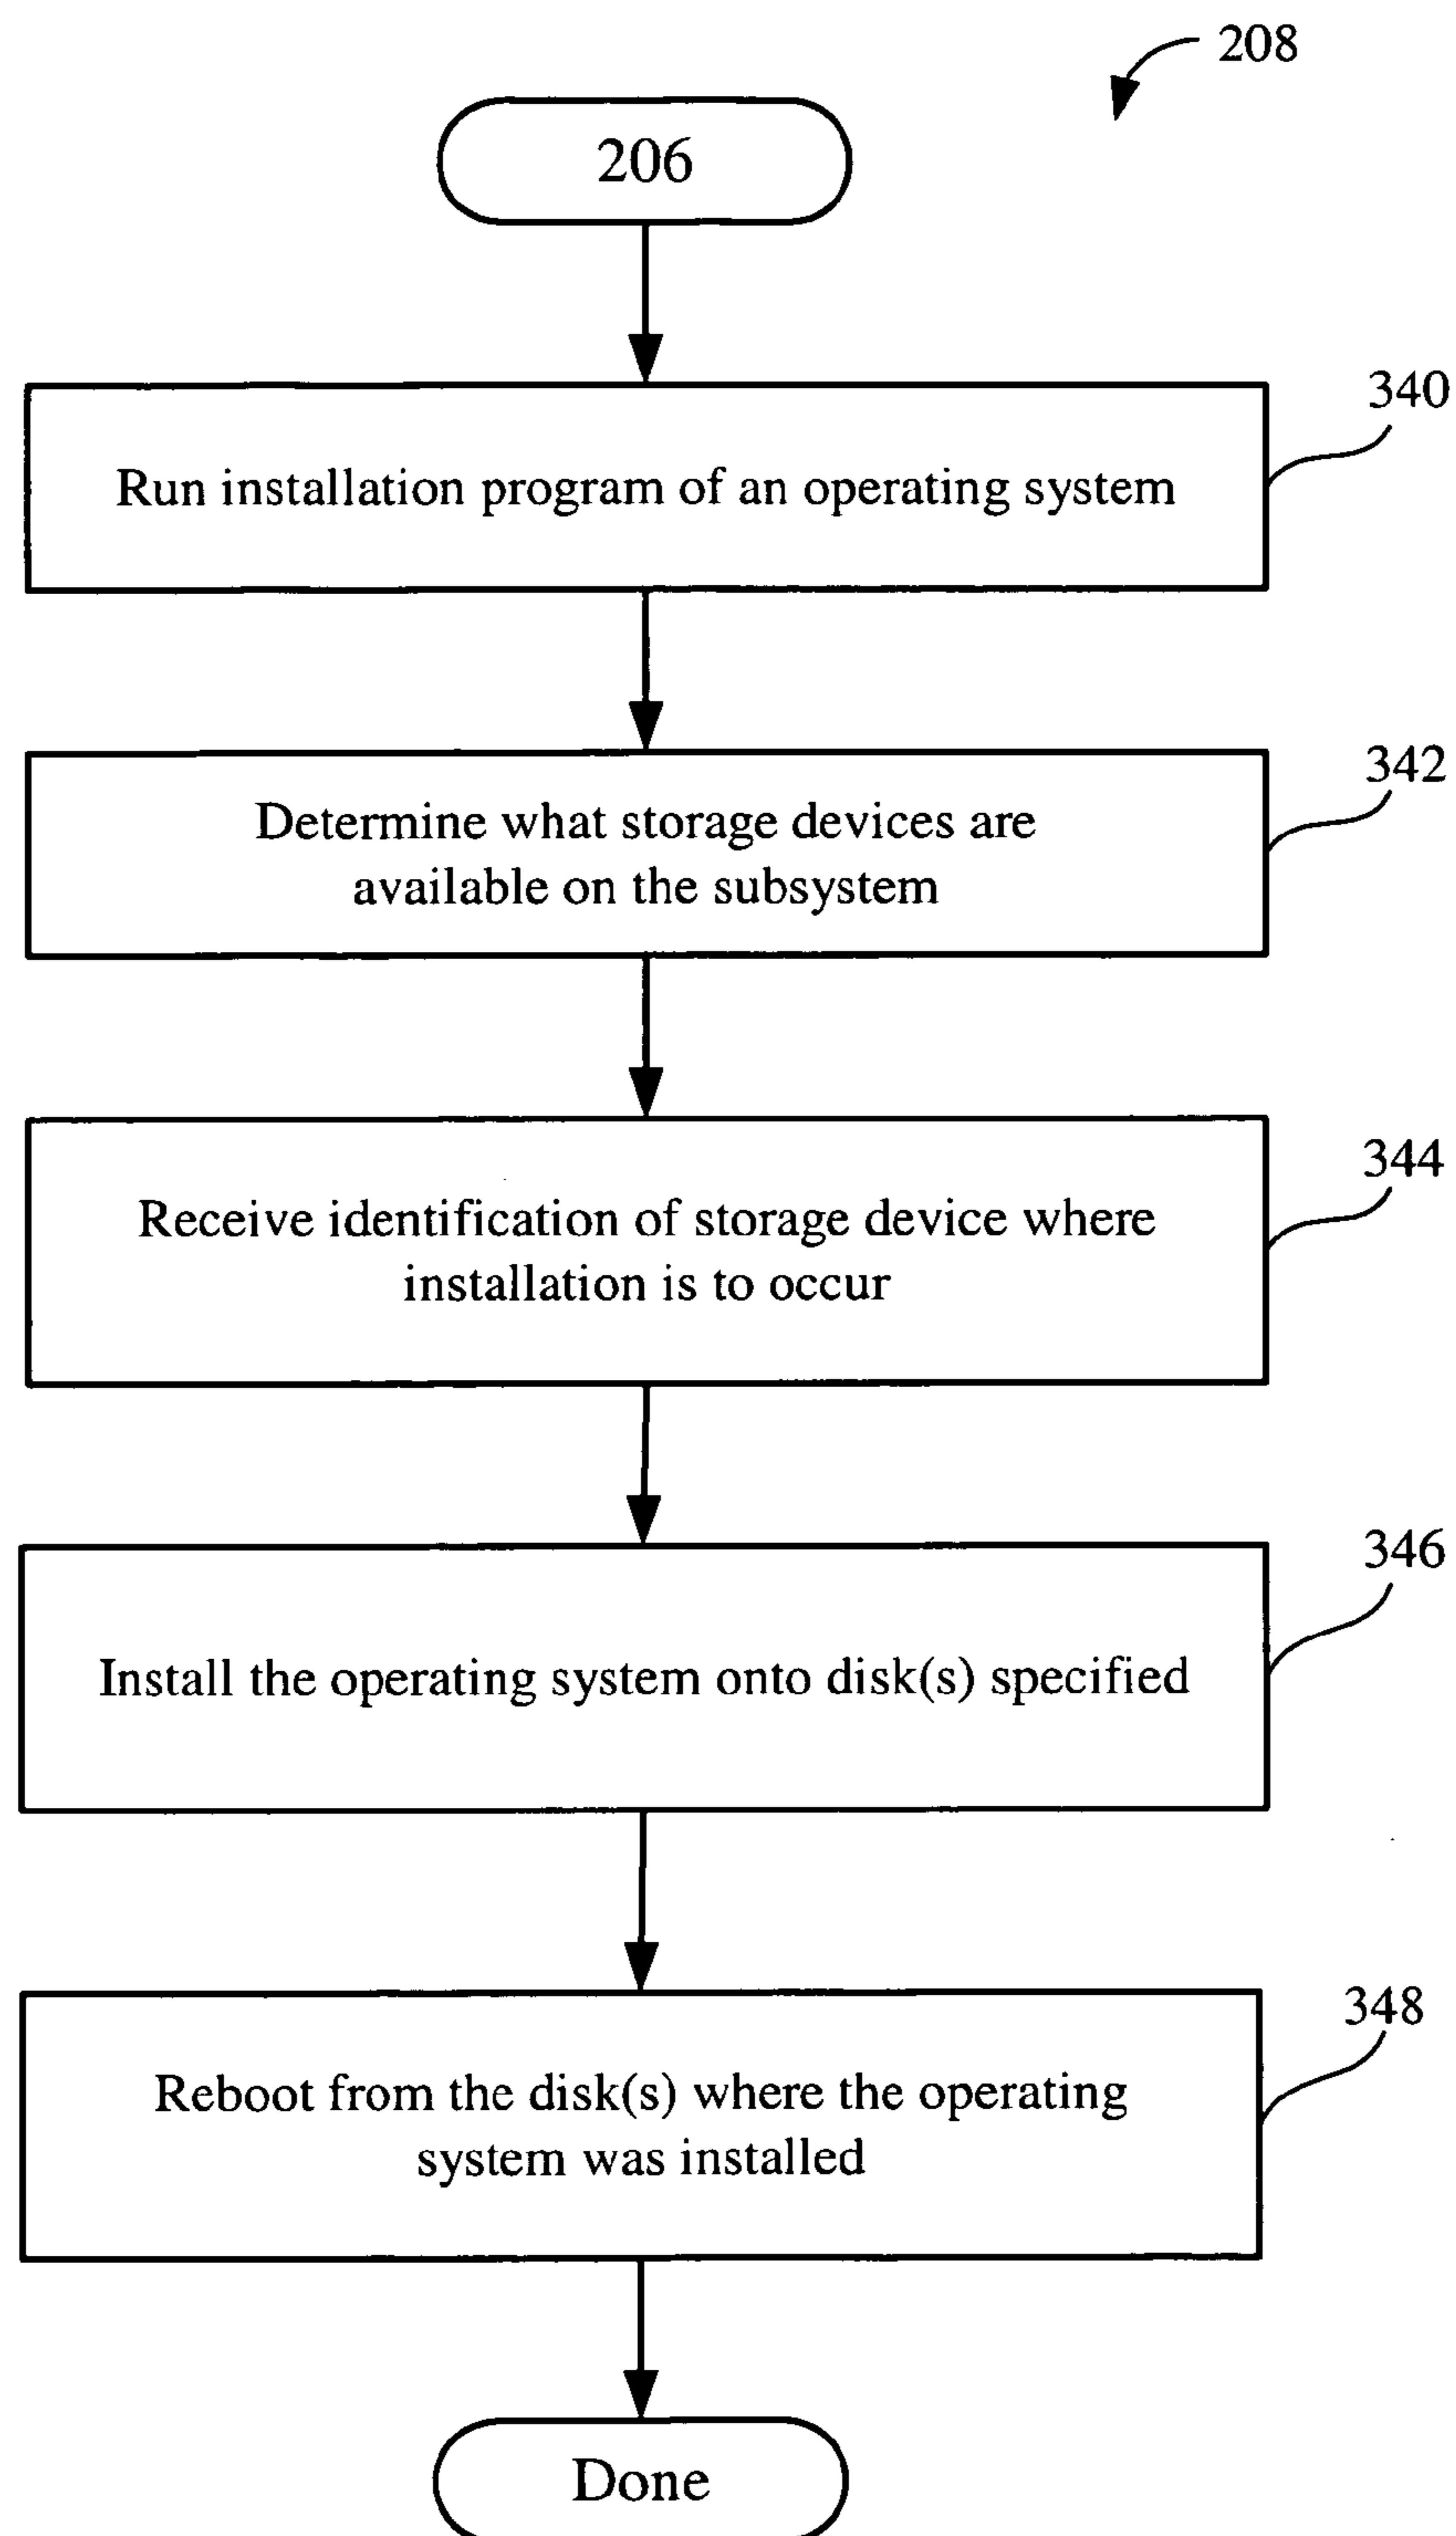 208
206
340
Run installation program of an operating system
342
Determine what storage devices are
available on the subsystem
344
Receive identification of storage device where
installation is to occur
346
Install the operating system onto disk(s) specified
348
Reboot from the disk(s) where the operating
system was installed
Done